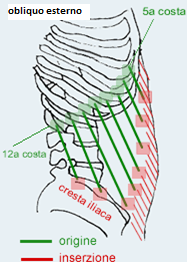 obliquo esterno
5a costa
12a costa
cresta iliaca
origine
inserzione